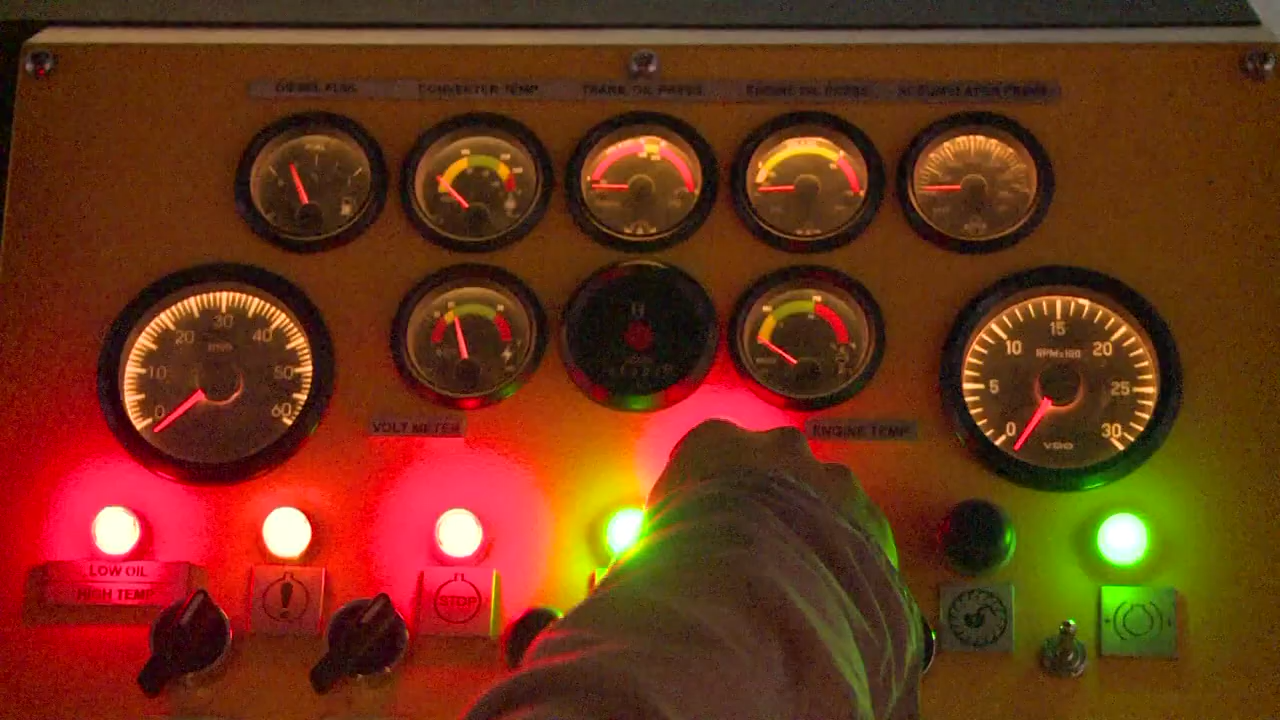 DIESEL FUEL
CONVERTER TEMP
TRANS. OIL PRESS
ENGINE OIL PRESS
ACCUMULATOR PRESS
0
10
20
30
40
50
60
0
5
10
15
20
25
30
RPMx100
VDO
VOLT METER
ENGINE TEMP
LOW OIL
HIGH TEMP
!
STOP